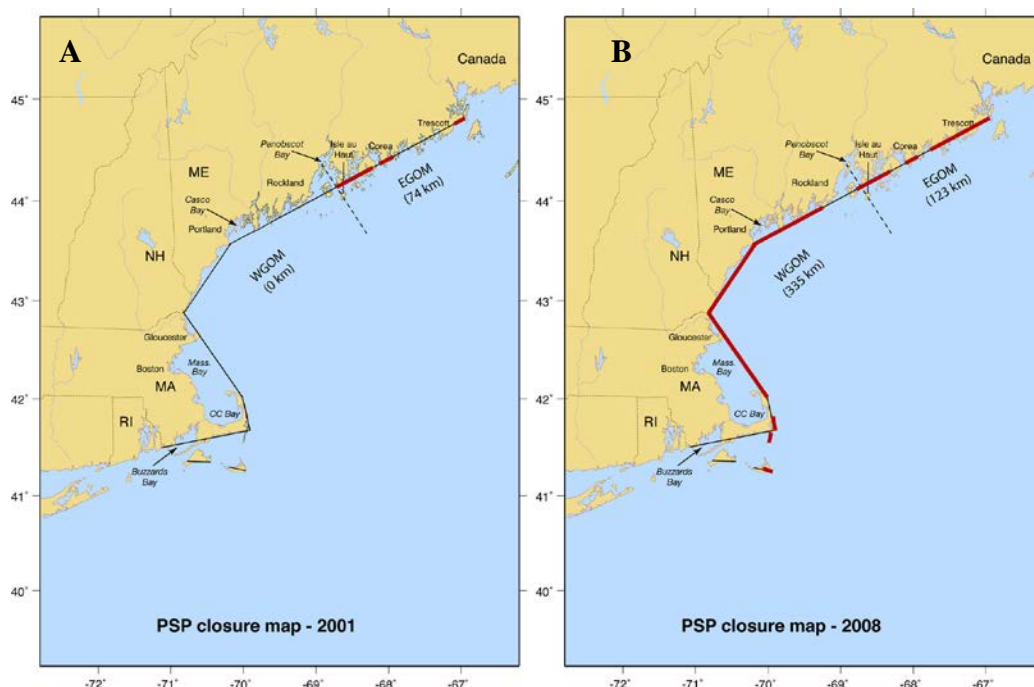 A
Canada
45°
Trescott
Penobscot
Bay
Isle au
Haut
Corea
ME
Rockland
EGOM
(74 km)
44°
Casco
Bay
Portland
NH
WGOM
(0 km)
43°
Gloucester
Boston
Mass.
Bay
MA
42°
CC Bay
RI
Buzzards
Bay
41°
40°
PSP closure map - 2001
-72° -71° -70° -69° -68° -67°
B
Canada
45°
Trescott
Penobscot
Bay
Isle au
Haut
Corea
ME
Rockland
EGOM
(123 km)
44°
Casco
Bay
Portland
NH
WGOM
(335 km)
43°
Gloucester
Boston
Mass.
Bay
MA
42°
CC Bay
RI
Buzzards
Bay
41°
40°
PSP closure map - 2008
-72° -71° -70° -69° -68° -67°